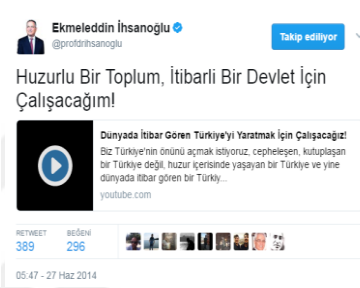 Ekmeleddin İhsanoğlu
@profdrihsanoglu
Takip ediliyor
Huzurlu Bir Toplum, İtibarli Bir Devlet İçin
Çalışacağım!
Dünyada İtibar Gören Türkiye'yi Yaratmak İçin Çalışacağız!
Biz Türkiye'nin önünü açmak istiyoruz, cepheleşen, kutuplaşan
bir Türkiye değil, huzur içerisinde yaşayan bir Türkiye ve yine
dünyada itibar gören bir Türkiy...
youtube.com
RETWEET BEĞENİ
389 296
05:47 - 27 Haz 2014